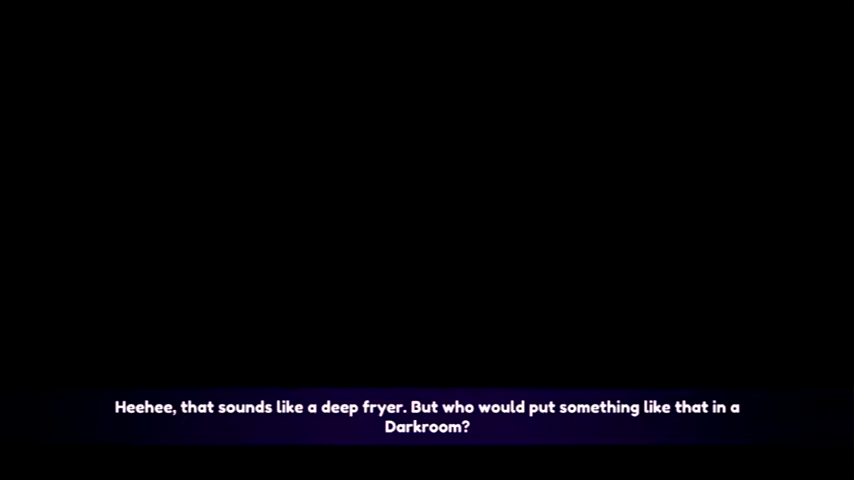 Heehee, that sounds like a deep fryer. But who would put something like that in a
Darkroom?